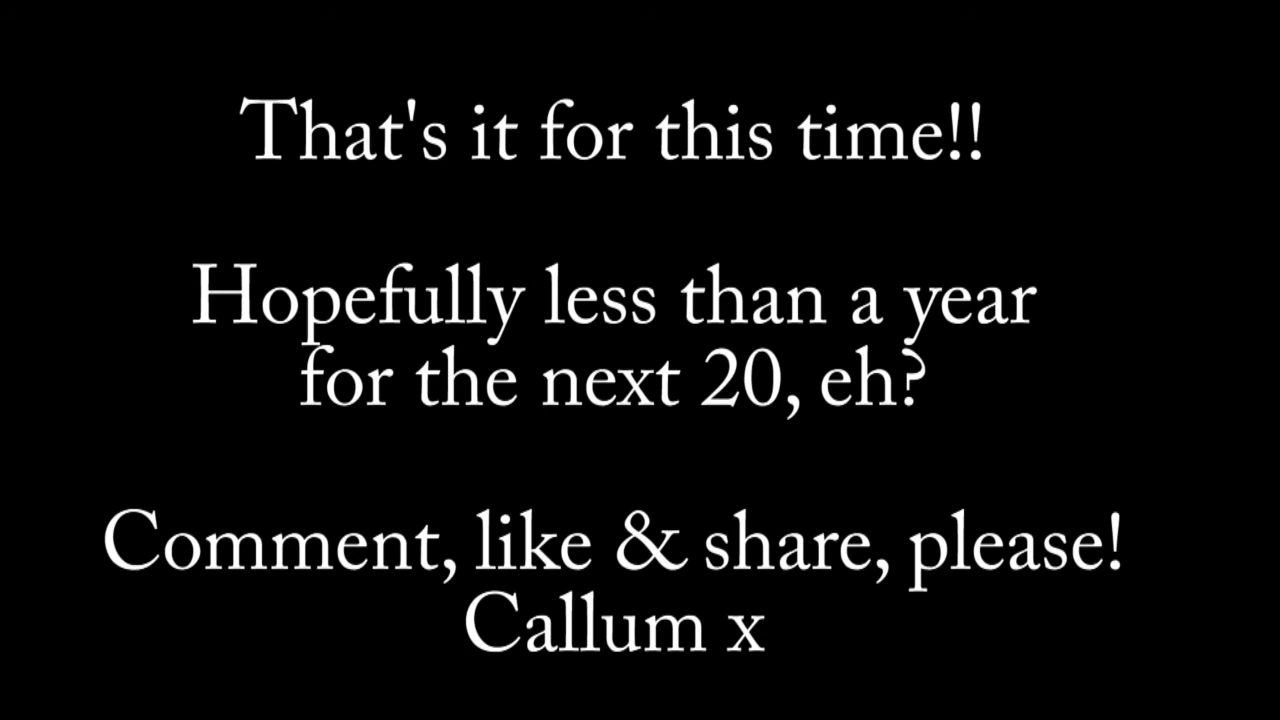 That's it for this time!!
Hopefully less than a year
for the next 20, eh?
Comment, like & share, please!
Callum x